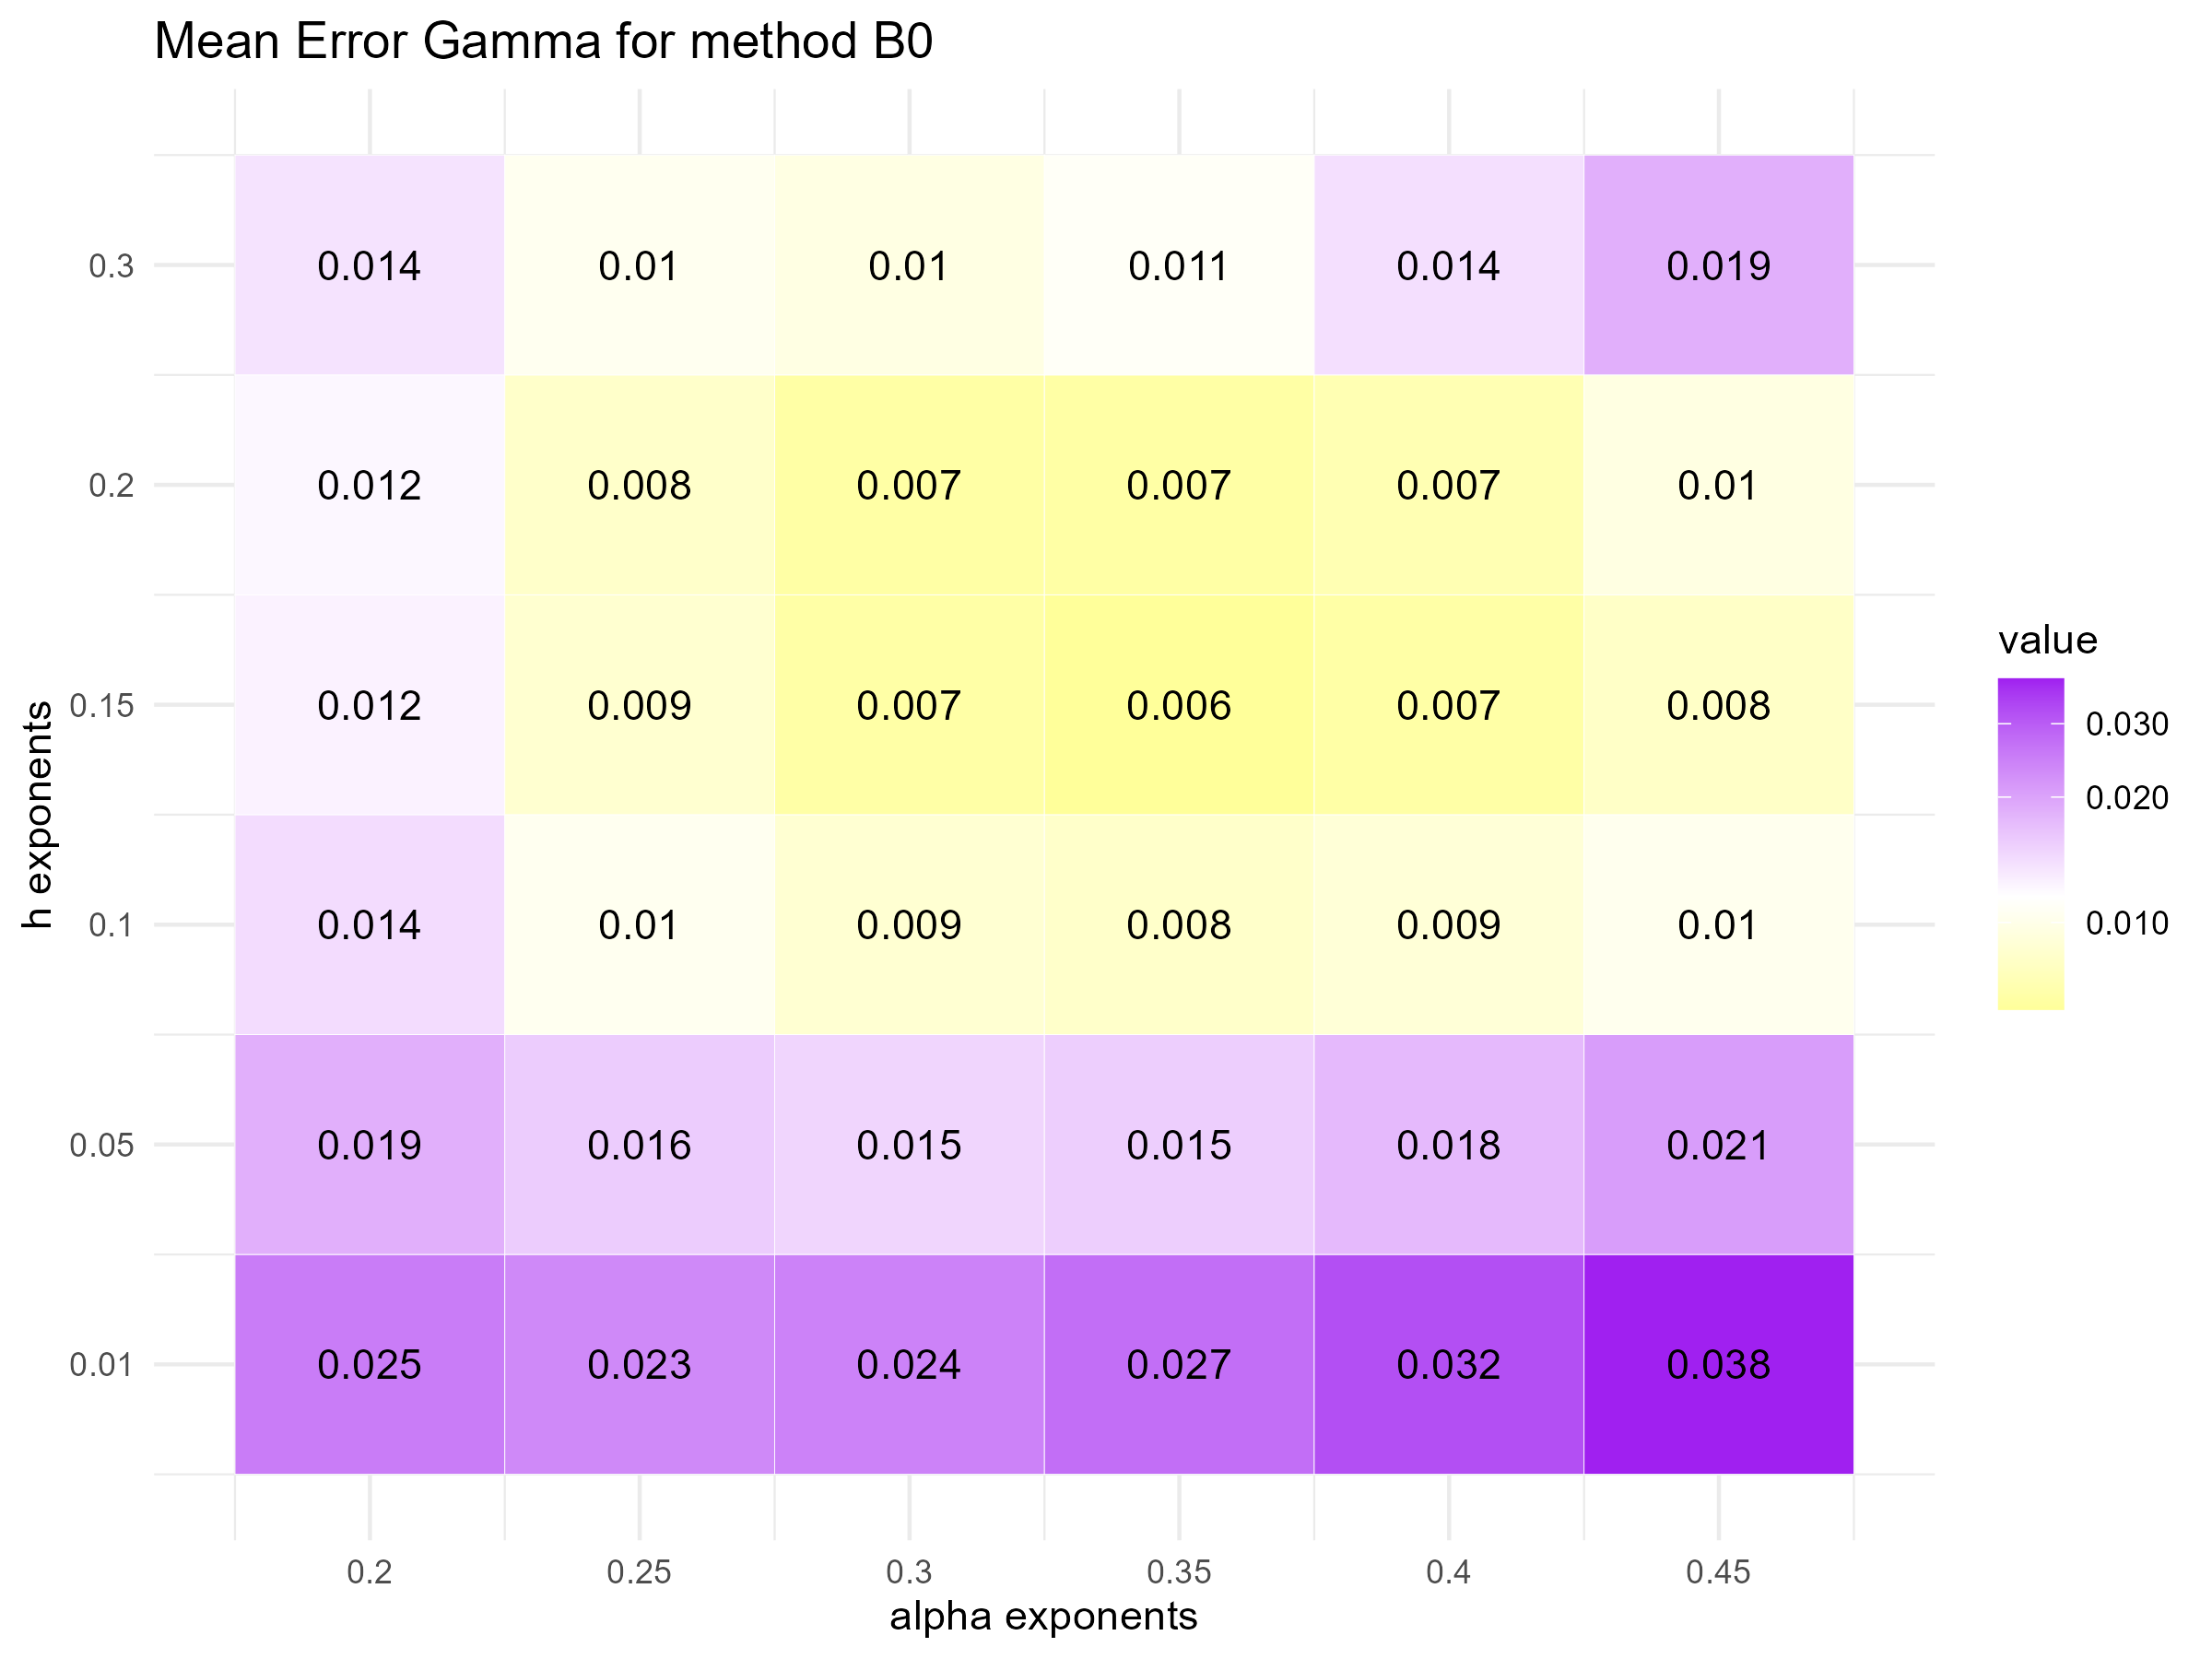 Mean Error Gamma for method B0
h exponents
0.3 0.014 0.01 0.01 0.011 0.014 0.019
0.2 0.012 0.008 0.007 0.007 0.007 0.01
0.15 0.012 0.009 0.007 0.006 0.007 0.008
0.1 0.014 0.01 0.009 0.008 0.009 0.01
0.05 0.019 0.016 0.015 0.015 0.018 0.021
0.01 0.025 0.023 0.024 0.027 0.032 0.038
0.2 0.25 0.3 0.35 0.4 0.45
alpha exponents
value
0.030
0.020
0.010